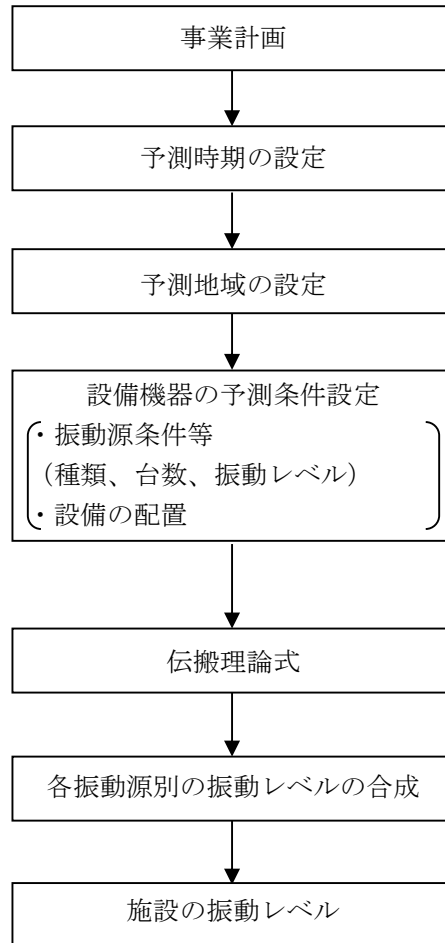 事業計画
予測時期の設定
予測地域の設定
設備機器の予測条件設定
・振動源条件等
(種類、台数、振動レベル)
・設備の配置
伝搬理論式
各振動源別の振動レベルの合成
施設の振動レベル